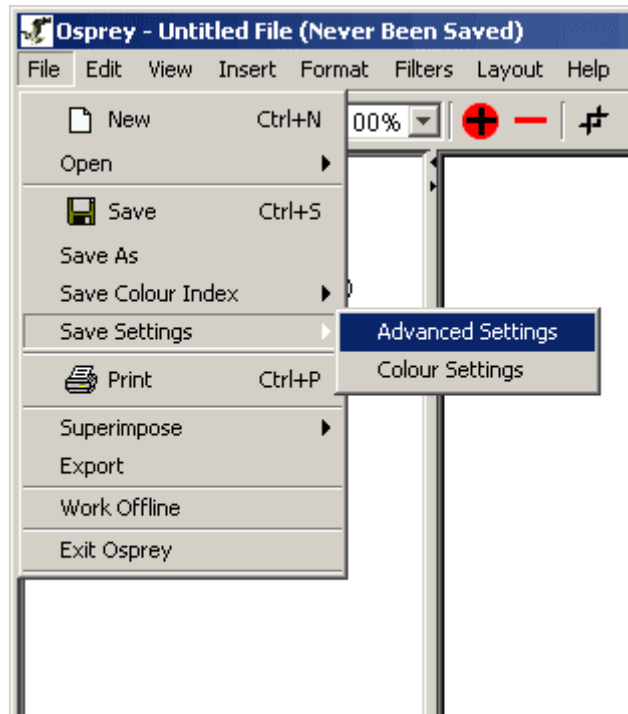 Osprey - Untitled File (Never Been Saved)
File Edit View Insert Format Filters Layout Help
New Ctrl+N
00%
Open
Save Ctrl+S
Save As
Save Colour Index
Save Settings
Advanced Settings
Colour Settings
Print Ctrl+P
Superimpose
Export
Work Offline
Exit Osprey